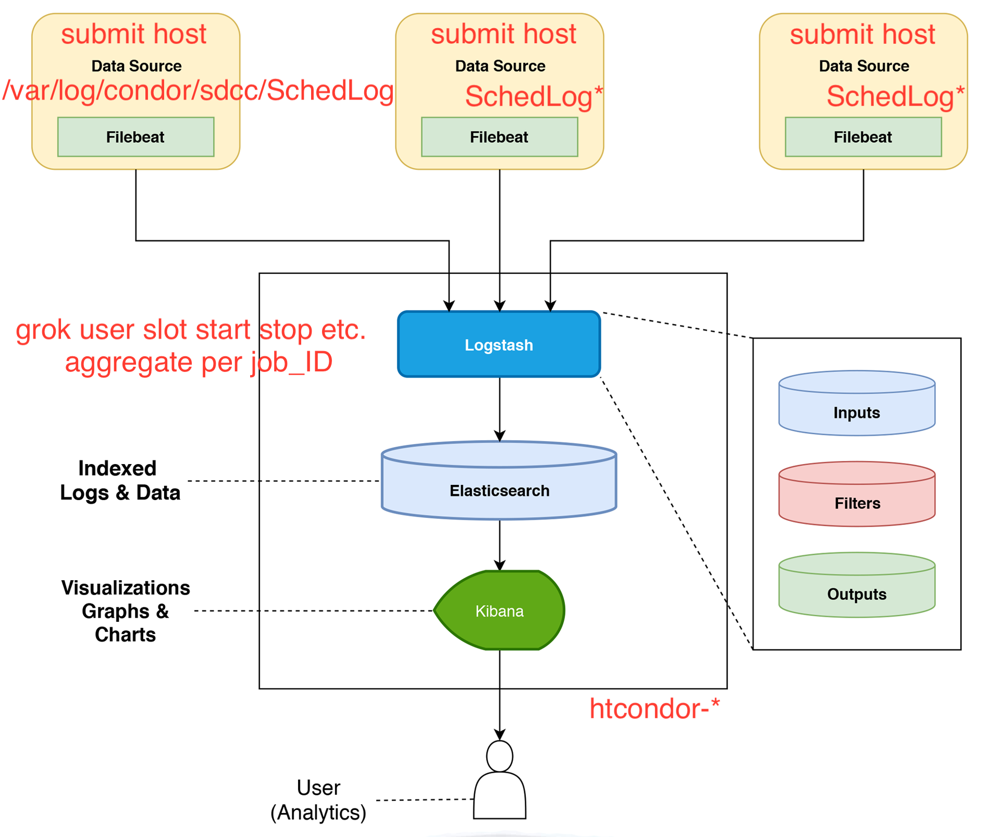 submit host
Data Source
/var/log/condor/sdcc/SchedLog
Filebeat
submit host
Data Source
SchedLog*
Filebeat
submit host
Data Source
SchedLog*
Filebeat
grok user slot start stop etc.
aggregate per job_ID
Logstash
Inputs
Filters
Outputs
Indexed
Logs & Data
Elasticsearch
Visualizations
Graphs &
Charts
Kibana
htcondor-*
User
(Analytics)